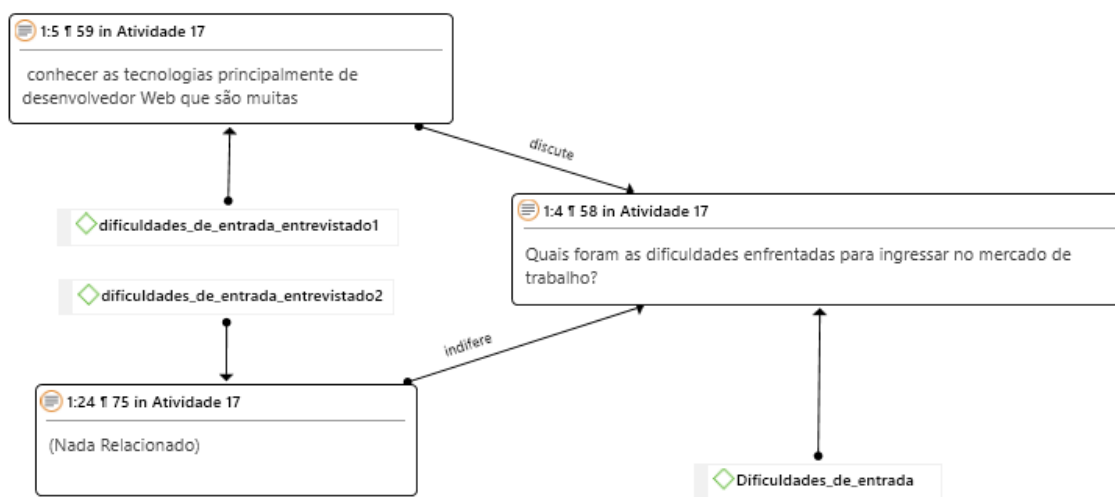 1:5 ¶ 59 in Atividade 17
conhecer as tecnologias principalmente de
desenvolvedor Web que são muitas
discute
1:4 ¶ 58 in Atividade 17
Quais foram as dificuldades enfrentadas para ingressar no mercado de
trabalho?
dificuldades_de_entrada_entrevistado1
dificuldades_de_entrada_entrevistado2
indifere
1:24 ¶ 75 in Atividade 17
(Nada Relacionado)
Dificuldades_de_entrada